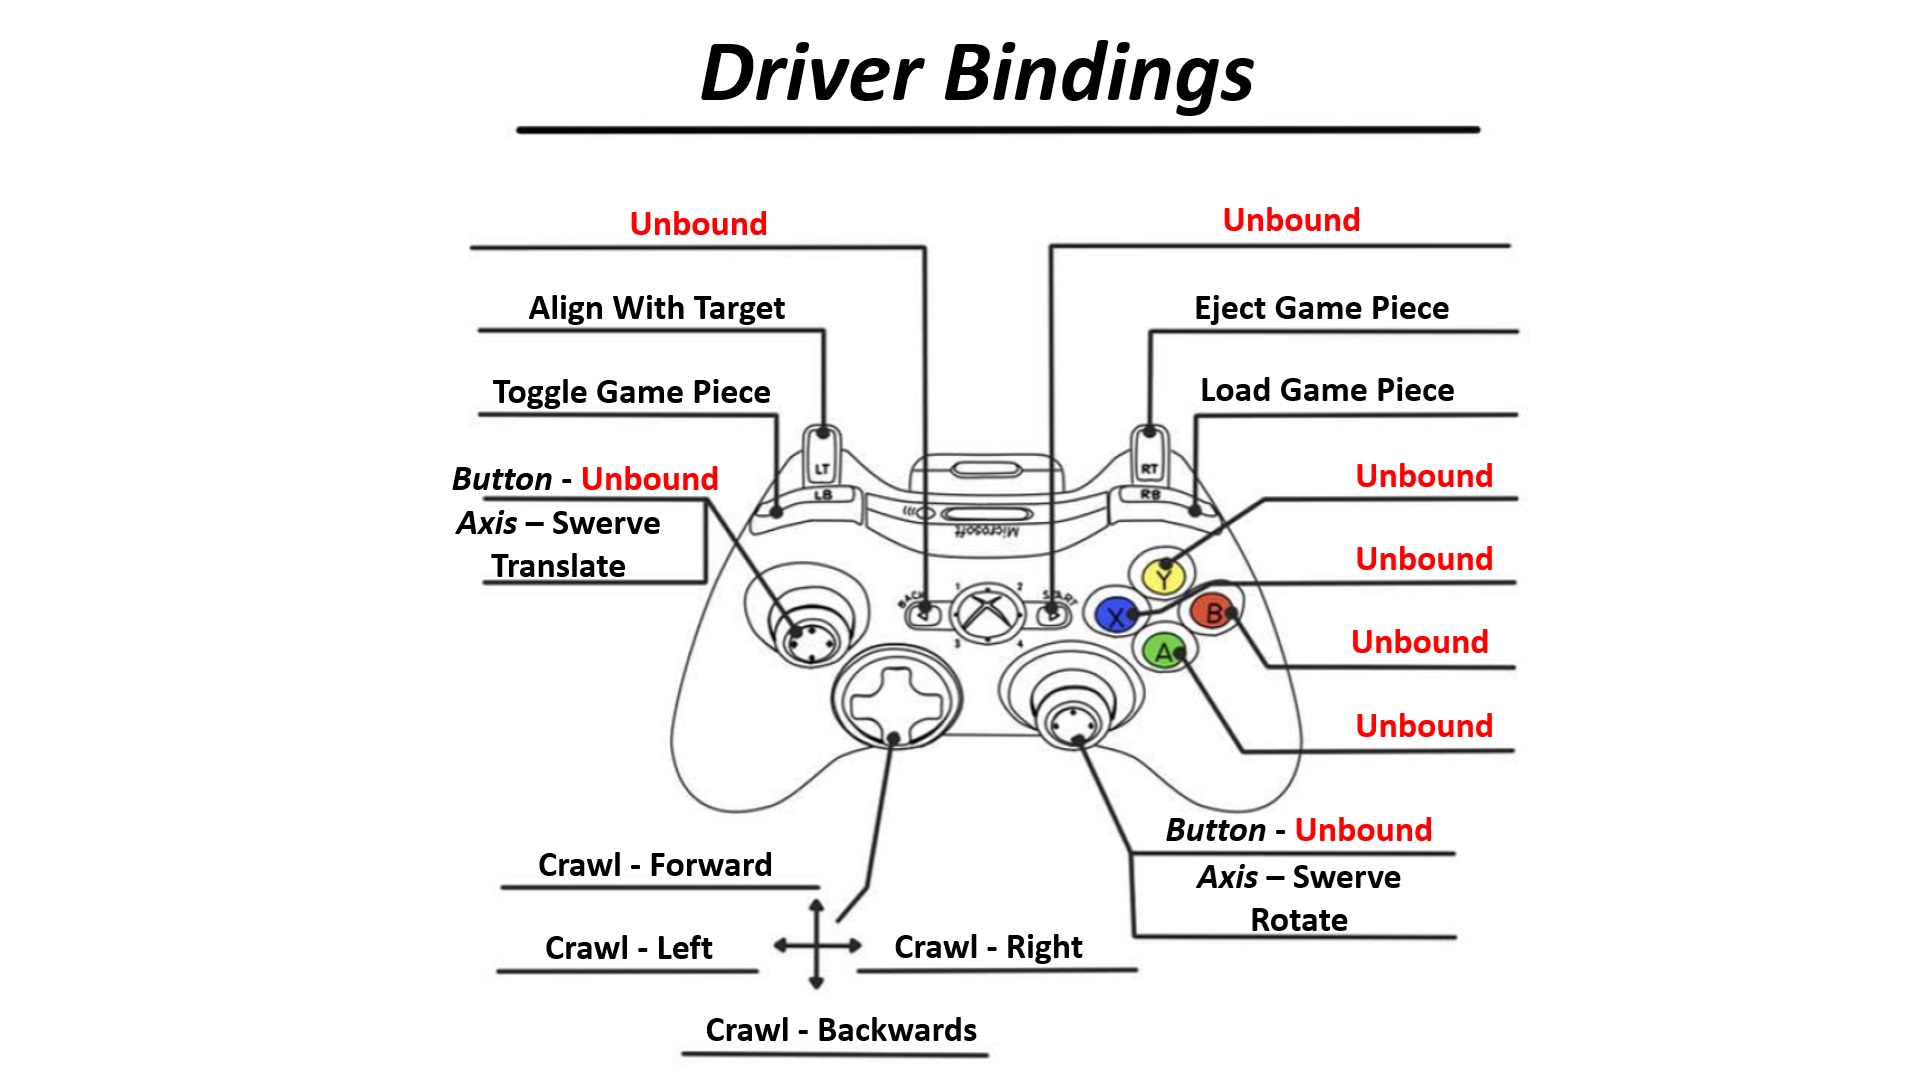 Driver Bindings
Unbound
Unbound
Align With Target
Eject Game Piece
Toggle Game Piece
Load Game Piece
LT
RT
LB
RB
Button - Unbound
Axis – Swerve
Translate
Unbound
Microsoft
Unbound
Y
BACK
1
2
START
X
B
3
4
A
Unbound
Unbound
Button - Unbound
Axis – Swerve
Rotate
Crawl - Forward
Crawl - Left
Crawl - Right
Crawl - Backwards